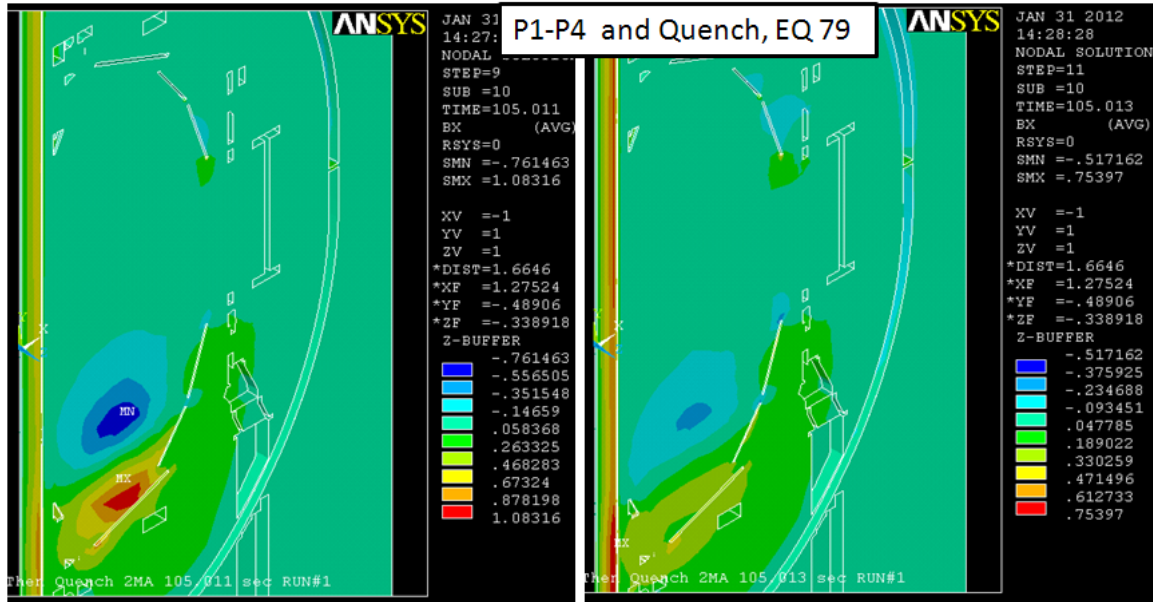 P1-P4 and Quench, EQ 79
ANSYS
JAN 31
14:27:
NODAL
STEP=9
SUB =10
TIME=105.011
BX (AVG)
RSYS=0
SMN =-.761463
SMX =1.08316
XV =-1
YV =1
ZV =1
*DIST=1.6646
*XF =1.27524
*YF =-.48906
*ZF =-.338918
Z-BUFFER
-.761463
-.556505
-.351548
-.14659
.058368
.263325
.468283
.67324
.878198
1.08316
Y
X
MN
MX
Then Quench 2MA 105.011 sec RUN#1
ANSYS
JAN 31 2012
14:28:28
NODAL SOLUTION
STEP=11
SUB =10
TIME=105.013
BX (AVG)
RSYS=0
SMN =-.517162
SMX =.75397
XV =-1
YV =1
ZV =1
*DIST=1.6646
*XF =1.27524
*YF =-.48906
*ZF =-.338918
Z-BUFFER
-.517162
-.375925
-.234688
-.093451
.047785
.189022
.330259
.471496
.612733
.75397
X
MX
Then Quench 2MA 105.013 sec RUN#1